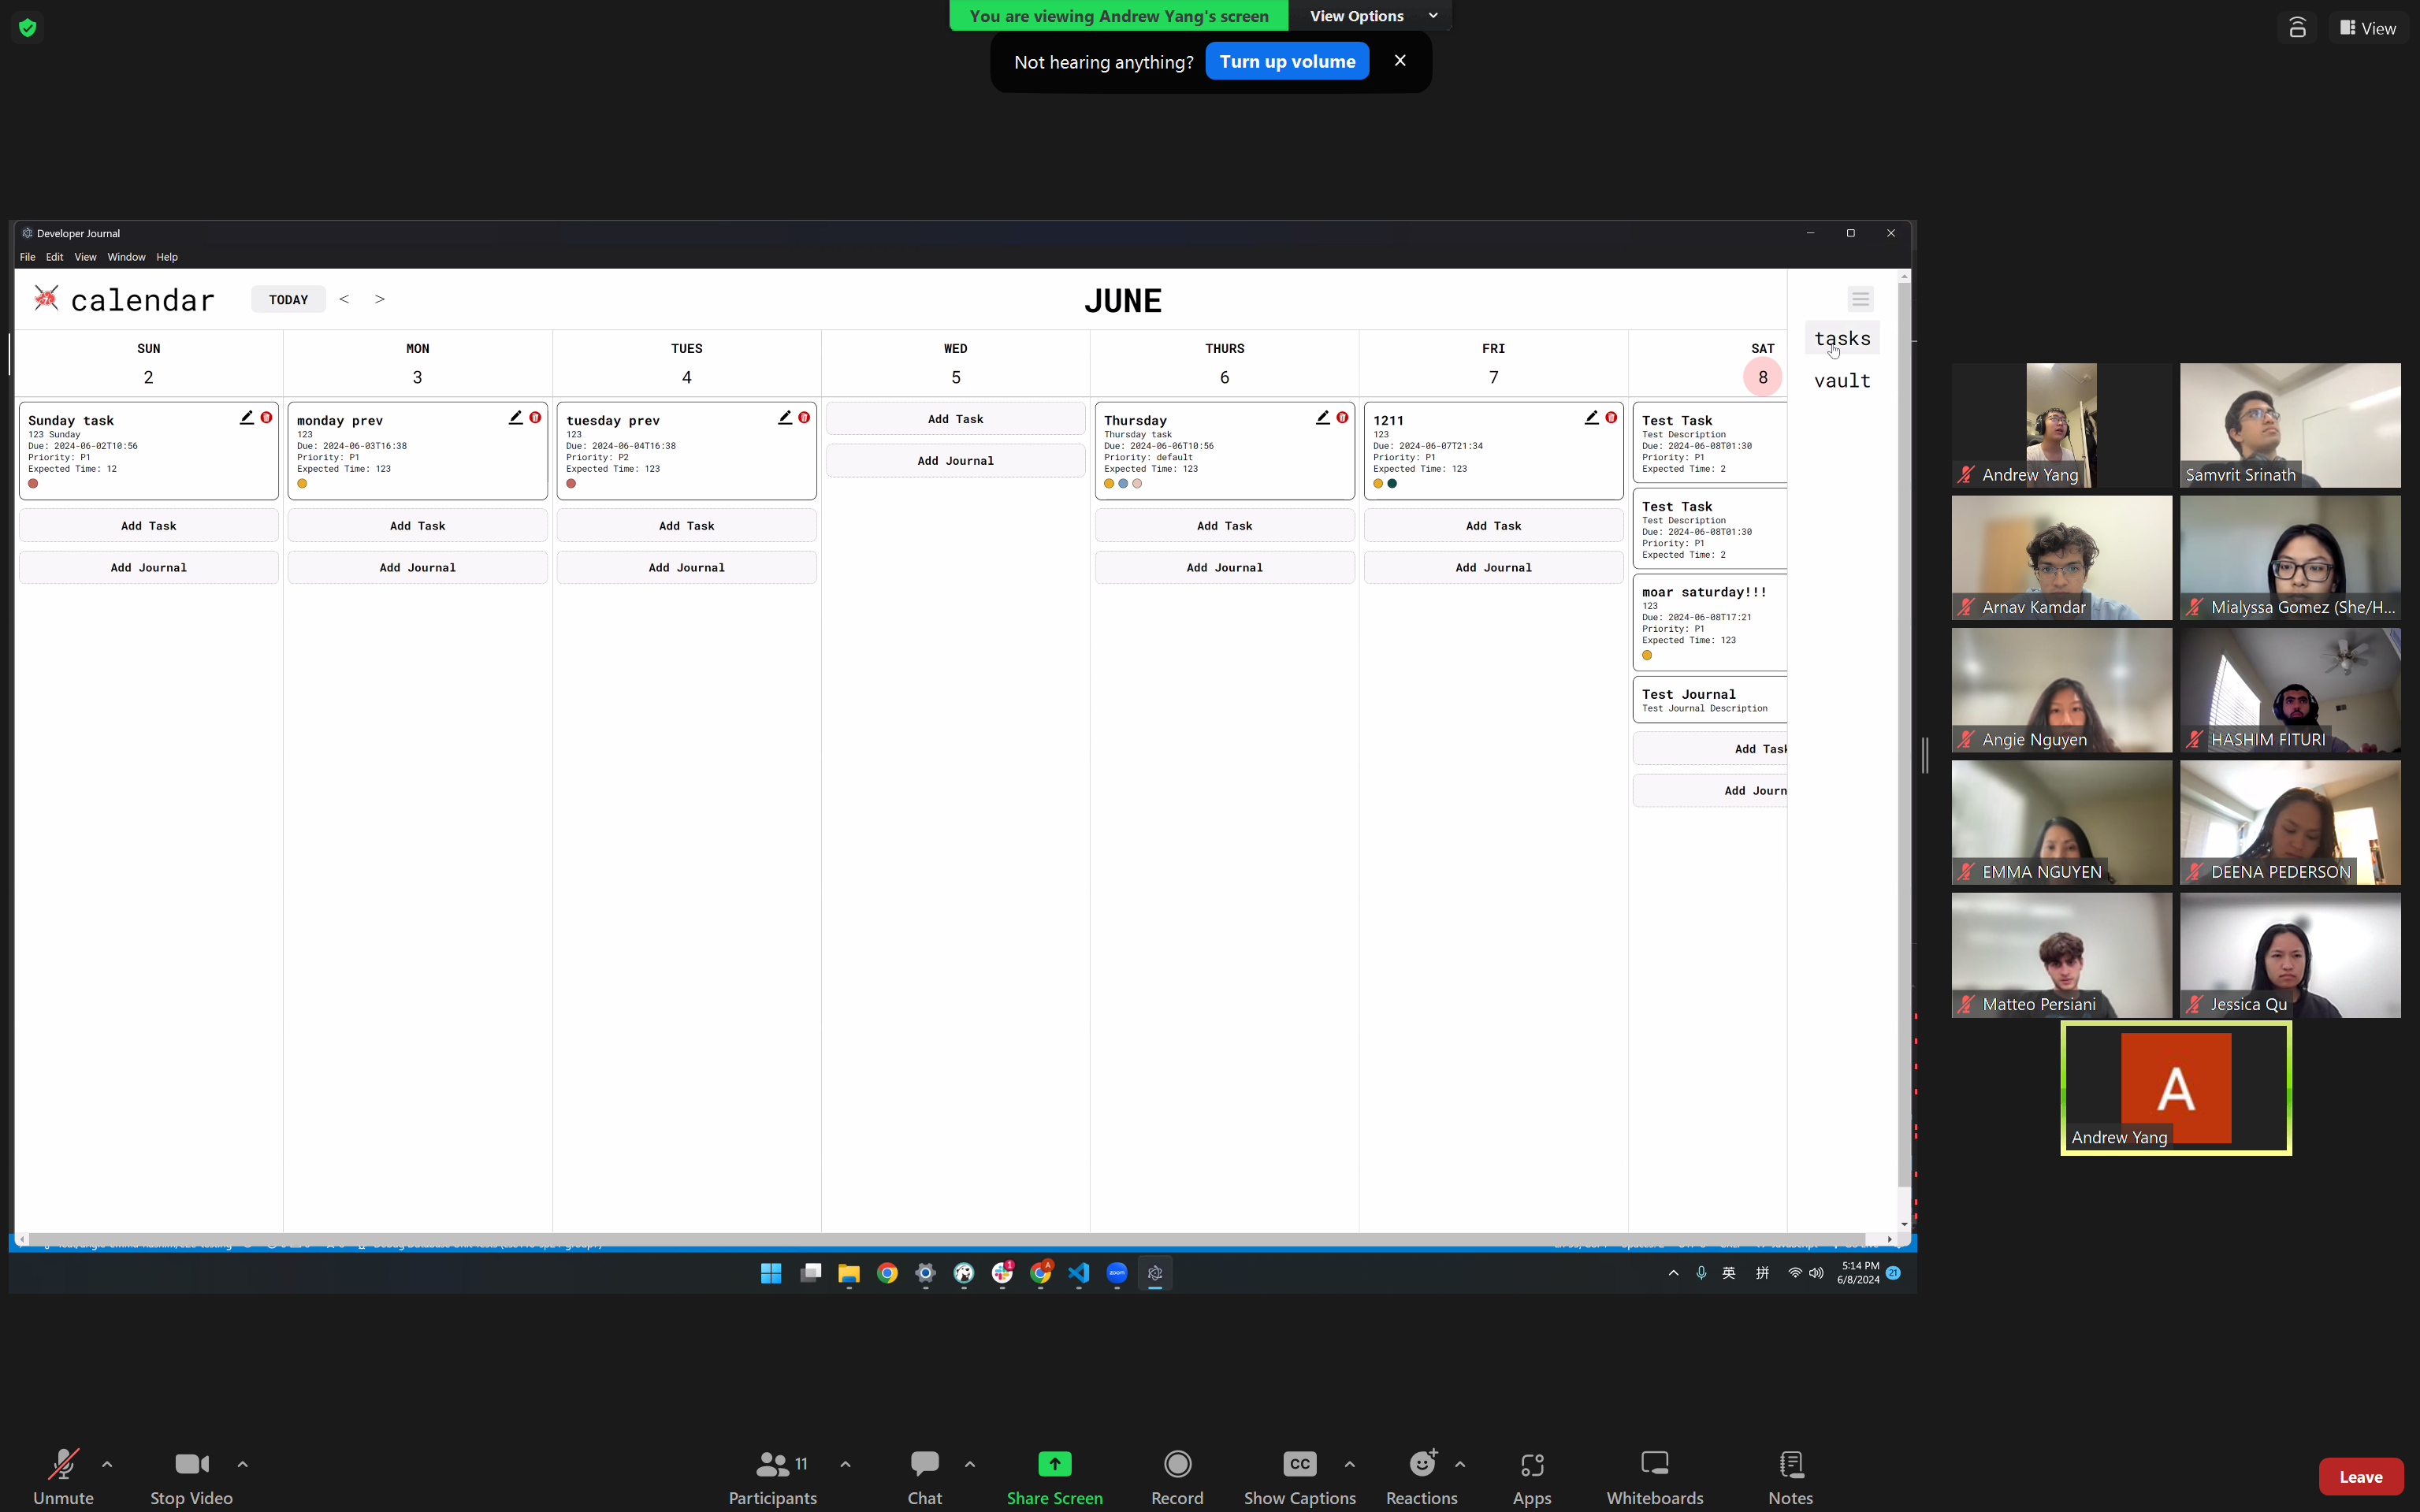 You are viewing Andrew Yang's screen
View Options
View
Not hearing anything?
Turn up volume
Developer Journal
File Edit View Window Help
calendar
TODAY
<
>
JUNE
tasks
vault
SUN
2
MON
3
TUES
4
WED
5
THURS
6
FRI
7
SAT
8
Sunday task
123 Sunday
Due: 2024-06-02T10:56
Priority: P1
Expected Time: 12
Add Task
Add Journal
monday prev
123
Due: 2024-06-03T16:38
Priority: P1
Expected Time: 123
Add Task
Add Journal
tuesday prev
123
Due: 2024-06-04T16:38
Priority: P2
Expected Time: 123
Add Task
Add Journal
Add Task
Add Journal
Thursday
Thursday task
Due: 2024-06-06T10:56
Priority: default
Expected Time: 123
Add Task
Add Journal
1211
123
Due: 2024-06-07T21:34
Priority: P1
Expected Time: 123
Add Task
Add Journal
Test Task
Test Description
Due: 2024-06-08T01:30
Priority: P1
Expected Time: 2
Test Task
Test Description
Due: 2024-06-08T01:30
Priority: P1
Expected Time: 2
moar saturday!!!
123
Due: 2024-06-08T17:21
Priority: P1
Expected Time: 123
Test Journal
Test Journal Description
Add Task
Add Journ
英
拼
5:14 PM
6/8/2024
21
zoom
1
A
Andrew Yang
Samvrit Srinath
Arnav Kamdar
Mialyssa Gomez (She/H...
Angie Nguyen
HASHIM FITURI
EMMA NGUYEN
DEENA PEDERSON
Matteo Persiani
Jessica Qu
A
Andrew Yang
Unmute
Stop Video
11
Participants
Chat
Share Screen
Record
CC
Show Captions
Reactions
Apps
Whiteboards
Notes
Leave